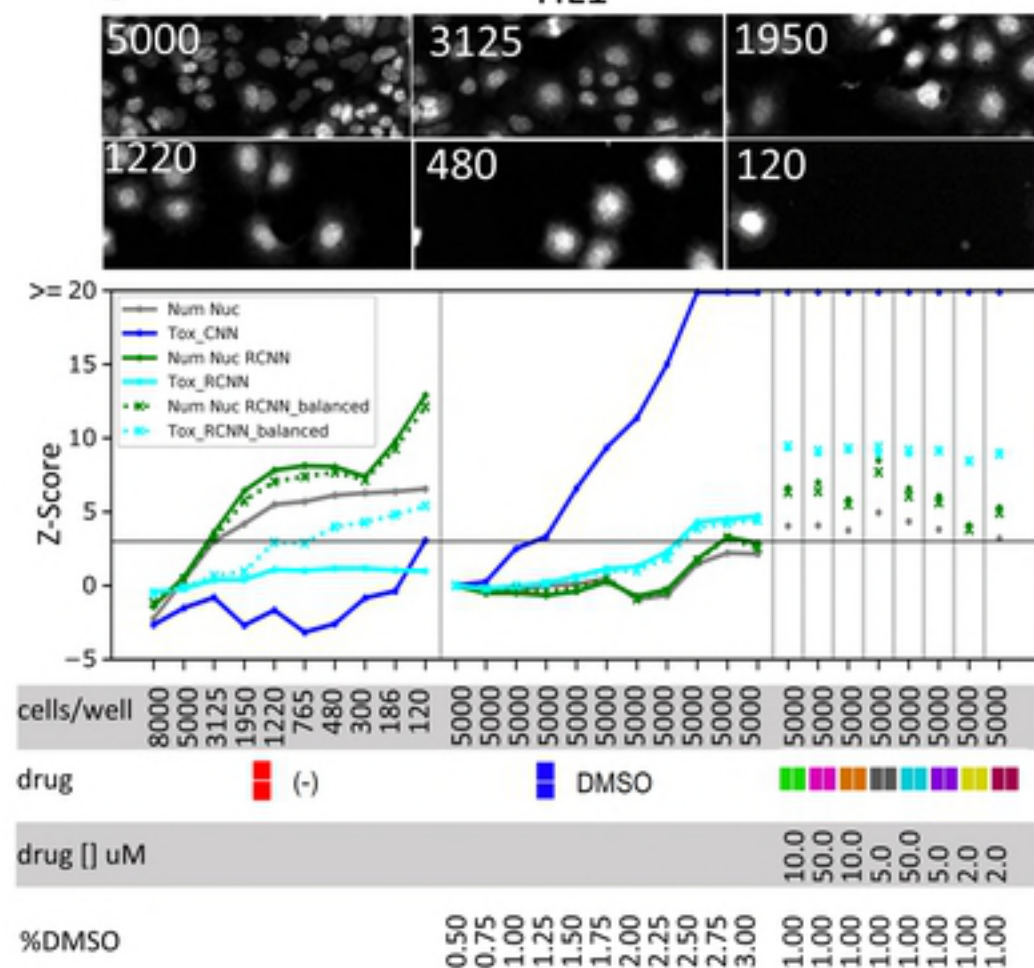 5000 3125 1950
1220 480 120
>= 20
15
10
5
0
−5
Z-Score
Num Nuc
Tox_CNN
Num Nuc RCNN
Tox_RCNN
Num Nuc RCNN_balanced
Tox_RCNN_balanced
cells/well 8000 5000 3125 1950 1220 765 480 300 186 120 5000 5000 5000 5000 5000 5000 5000 5000 5000 5000 5000 5000 5000 5000 5000 5000 5000 5000 5000
drug (-) DMSO
drug [] uM 10.0 50.0 10.0 5.0 50.0 5.0 2.0 2.0
%DMSO 0.50 0.75 1.00 1.25 1.50 1.75 2.00 2.25 2.50 2.75 3.00 1.00 1.00 1.00 1.00 1.00 1.00 1.00 1.00